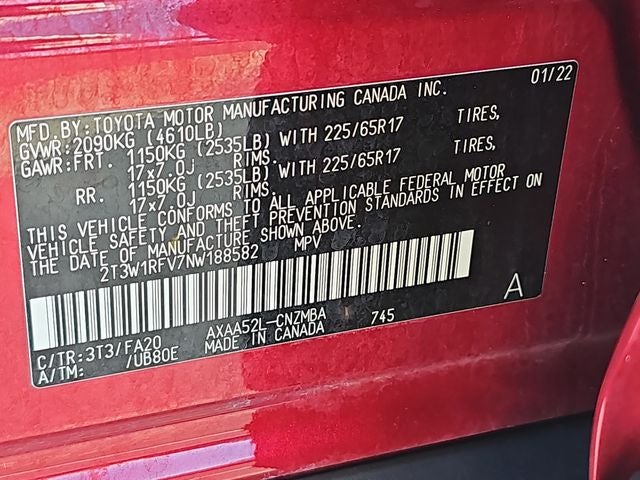 01/22
MFD.BY:TOYOTA MOTOR MANUFACTURING CANADA INC.
GVWR:2090KG (4610LB)
GAWR:FRT. 1150KG (2535LB) WITH 225/65R17 TIRES,
17x7.0J RIMS.
RR. 1150KG (2535LB) WITH 225/65R17 TIRES,
17x7.0J RIMS.
THIS VEHICLE CONFORMS TO ALL APPLICABLE FEDERAL MOTOR
VEHICLE SAFETY AND THEFT PREVENTION STANDARDS IN EFFECT ON
THE DATE OF MANUFACTURE SHOWN ABOVE.
2T3W1RFV7NW188582 MPV
A
C/TR:3T3/FA20 AXAA52L-CNZMBA 745
A/TM: /UB80E MADE IN CANADA